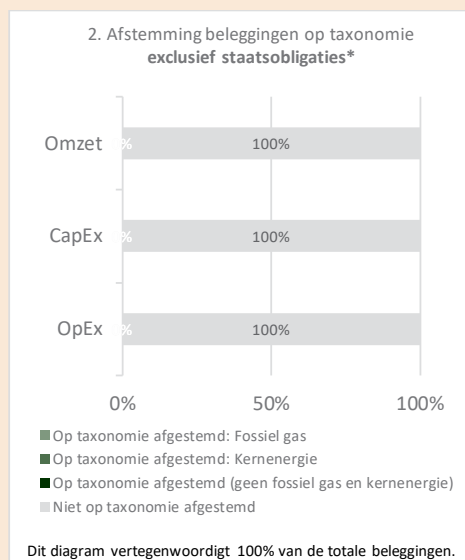 2. Afstemming beleggingen op taxonomie
exclusief staatsobligaties*
Omzet
%
100%
CapEx
%
100%
OpEx
%
100%
0%
50%
100%
Op taxonomie afgestemd: Fossiel gas
Op taxonomie afgestemd: Kernenergie
Op taxonomie afgestemd (geen fossiel gas en kernenergie)
Niet op taxonomie afgestemd
Dit diagram vertegenwoordigt 100% van de totale beleggingen.